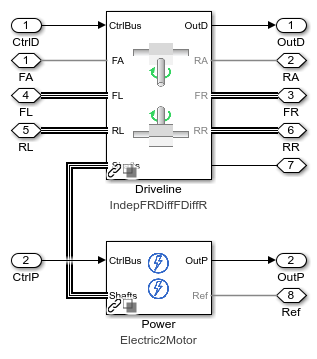 1
CtrlD
CtrlBus
OutD
1
OutD
1
FA
FA
RA
2
RA
4
FL
FL
FR
3
FR
5
RL
RL
RR
6
RR
7
Driveline
IndepFRDiffFDiffR
2
CtrlP
CtrlBus
OutP
2
OutP
Shafts
Ref
8
Ref
Power
Electric2Motor